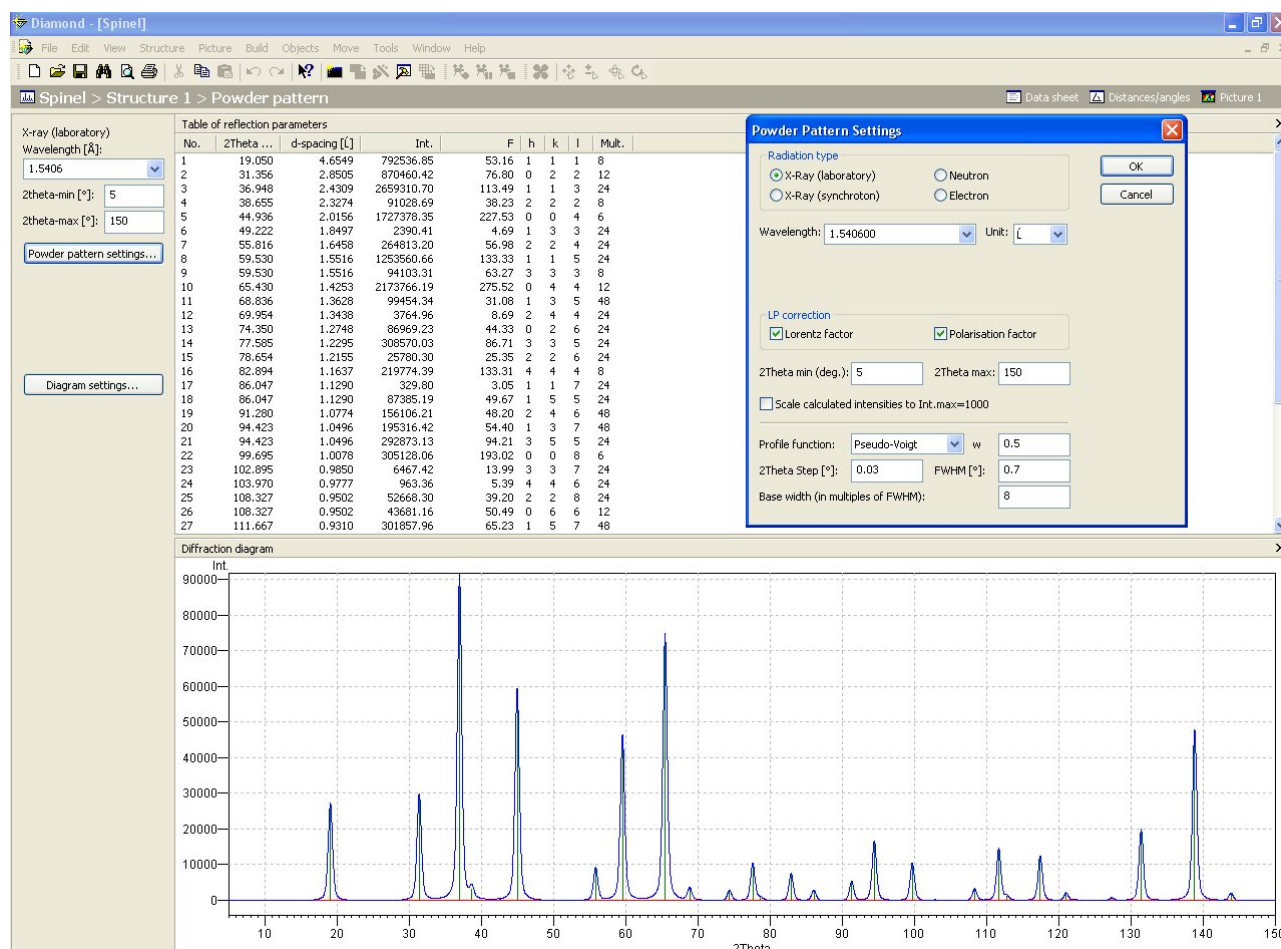 Diamond - [Spinel]
File Edit View Structure Picture Build Objects Move Tools Window Help
Spinel > Structure 1 > Powder pattern
Data sheet Distances/angles Picture 1
X-ray (laboratory)
Wavelength [Å]:
1.5406
2theta-min [°]: 5
2theta-max [°]: 150
Powder pattern settings...
Diagram settings...
Table of reflection parameters
No. 2Theta ... d-spacing [Ĺ] Int. F h k l Mult.
1 19.050 4.6549 792536.85 53.16 1 1 1 8
2 31.356 2.8505 870460.42 76.80 0 2 2 12
3 36.948 2.4309 2659310.70 113.49 1 1 3 24
4 38.655 2.3274 91028.69 38.23 2 2 2 8
5 44.936 2.0156 1727378.35 227.53 0 0 4 6
6 49.222 1.8497 2390.41 4.69 1 3 3 24
7 55.816 1.6458 264813.20 56.98 2 2 4 24
8 59.530 1.5516 1253560.66 133.33 1 1 5 24
9 59.530 1.5516 94103.31 63.27 3 3 3 8
10 65.430 1.4253 2173766.19 275.52 0 4 4 12
11 68.836 1.3628 99454.34 31.08 1 3 5 48
12 69.954 1.3438 3764.96 8.69 2 4 4 24
13 74.350 1.2748 86969.23 44.33 0 2 6 24
14 77.585 1.2295 308570.03 86.71 3 3 5 24
15 78.654 1.2155 25780.30 25.35 2 2 6 24
16 82.894 1.1637 219774.39 133.31 4 4 4 8
17 86.047 1.1290 329.80 3.05 1 1 7 24
18 86.047 1.1290 87385.19 49.67 1 5 5 24
19 91.280 1.0774 156106.21 48.20 2 4 6 48
20 94.423 1.0496 195316.42 54.40 1 3 7 48
21 94.423 1.0496 292873.13 94.21 3 5 5 24
22 99.695 1.0078 305128.06 193.02 0 0 8 6
23 102.895 0.9850 6467.42 13.99 3 3 7 24
24 103.970 0.9777 963.36 5.39 4 4 6 24
25 108.327 0.9502 52668.30 39.20 2 2 8 24
26 108.327 0.9502 43681.16 50.49 0 6 6 12
27 111.667 0.9310 301857.96 65.23 1 5 7 48
Powder Pattern Settings
Radiation type
X-Ray (laboratory) Neutron
X-Ray (synchroton) Electron
OK
Cancel
Wavelength: 1.540600 Unit: Ĺ
LP correction
Lorentz factor Polarisation factor
2Theta min (deg.): 5 2Theta max: 150
Scale calculated intensities to Int.max=1000
Profile function: Pseudo-Voigt w 0.5
2Theta Step [°]: 0.03 FWHM [°]: 0.7
Base width (in multiples of FWHM): 8
Diffraction diagram
Int.
90000
80000
70000
60000
50000
40000
30000
20000
10000
0
10 20 30 40 50 60 70 80 90 100 110 120 130 140 150
2Theta